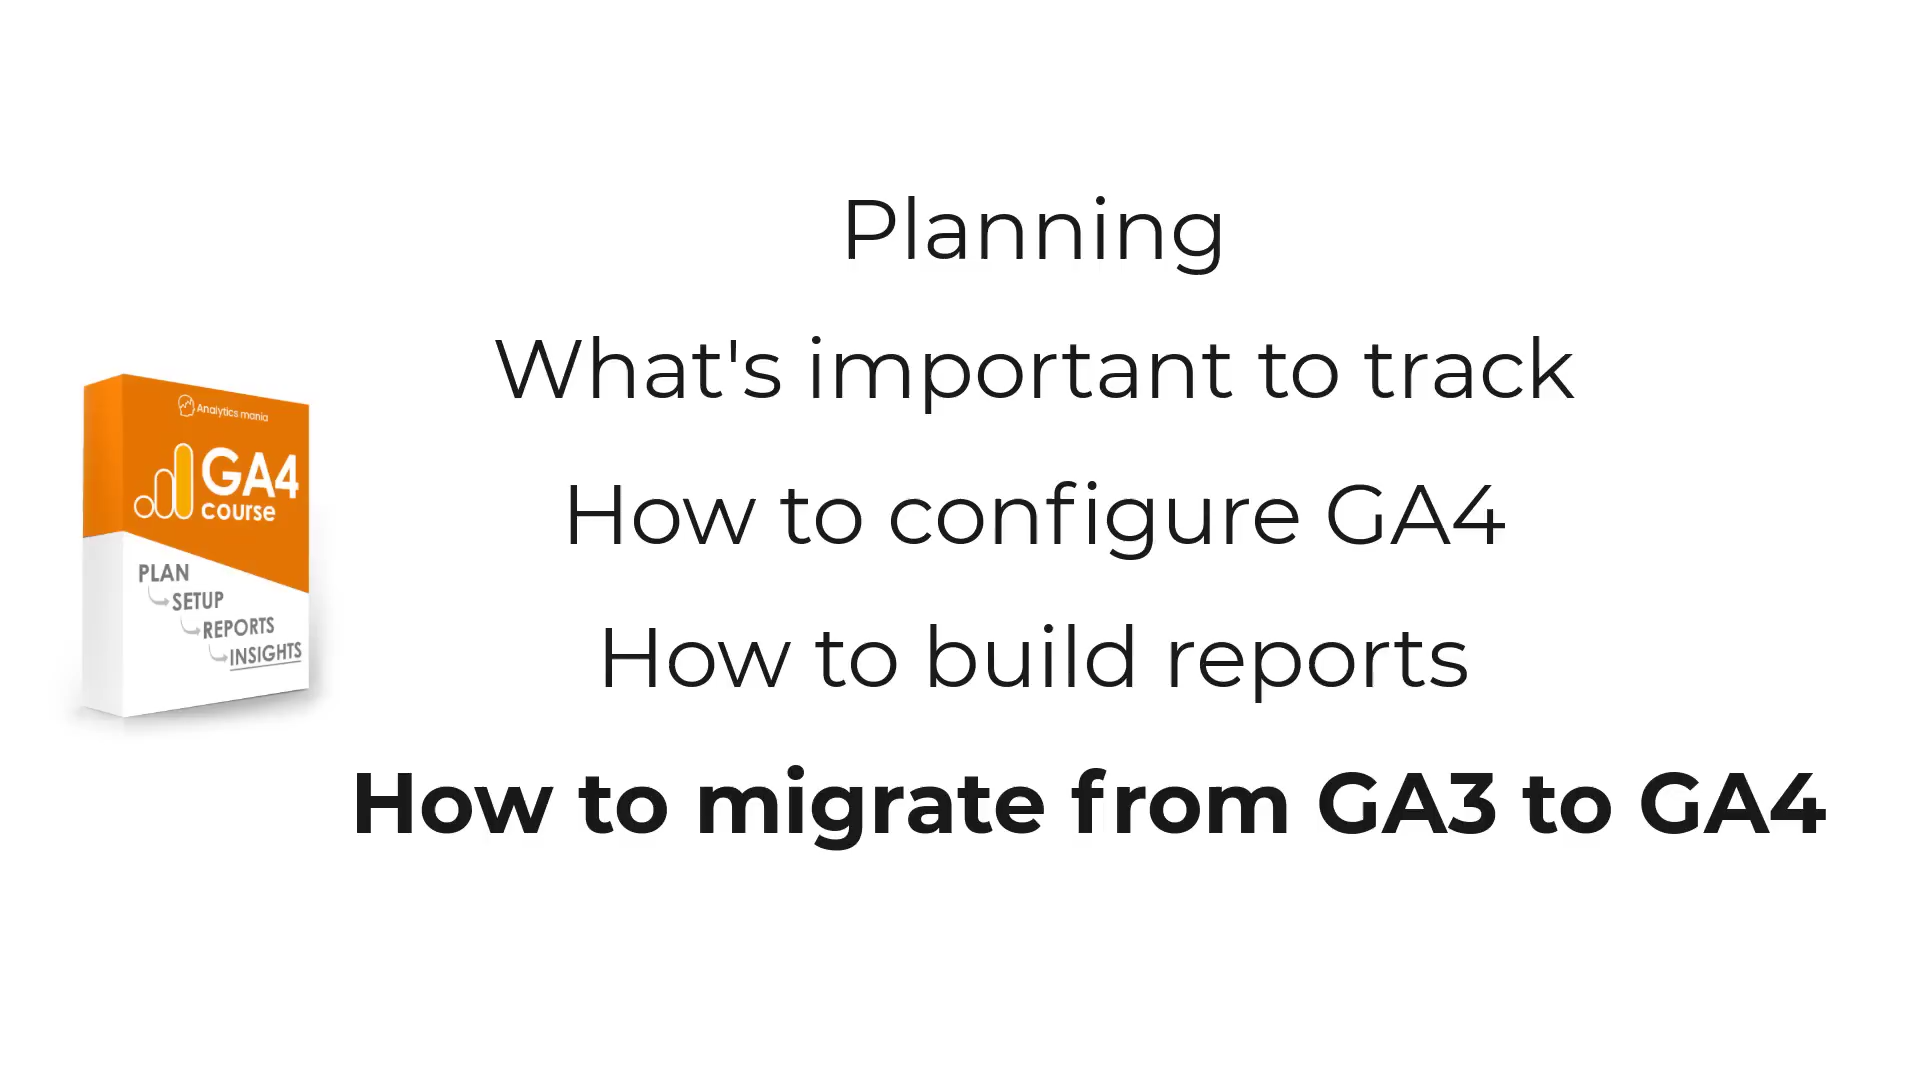 Planning
What's important to track
How to configure GA4
How to build reports
How to migrate from GA3 to GA4
Analytics mania
GA4
course
PLAN
SETUP
REPORTS
INSIGHTS